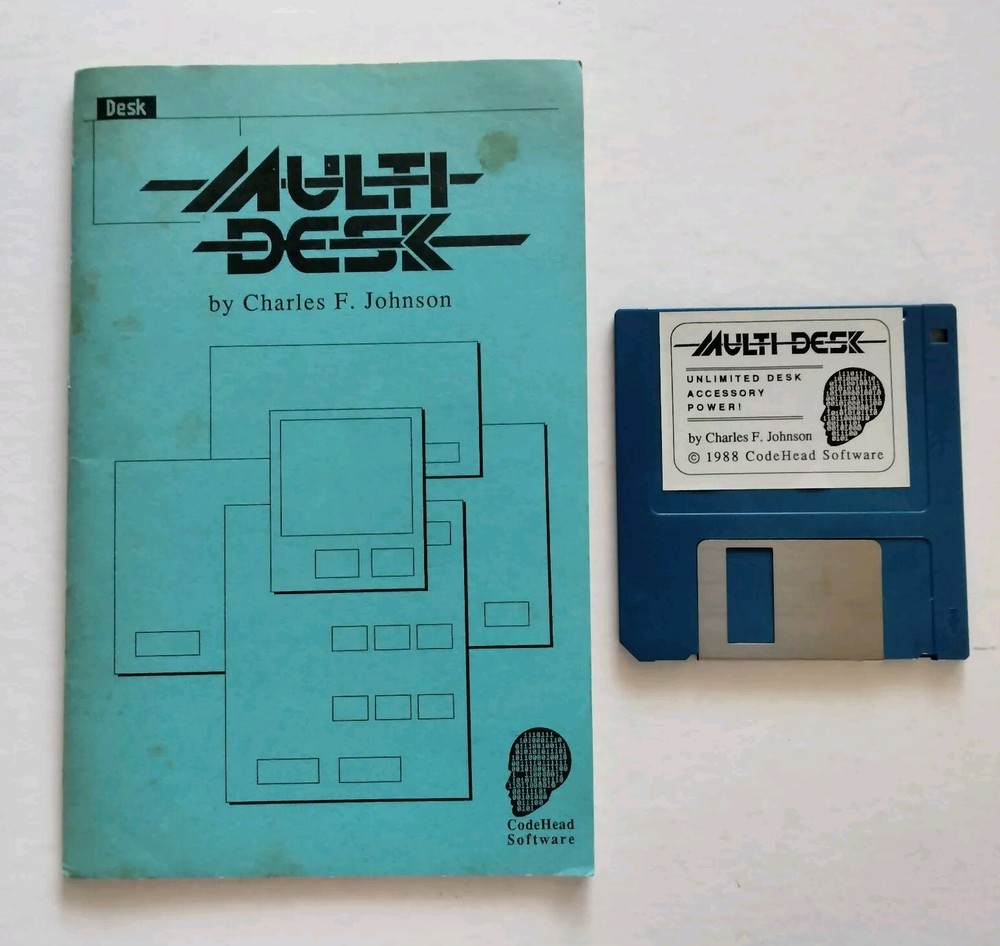 Desk
MULTI
DESK
by Charles F. Johnson
CodeHead
Software
MULTI DESK
UNLIMITED DESK
ACCESSORY
POWER!
by Charles F. Johnson
© 1988 CodeHead Software